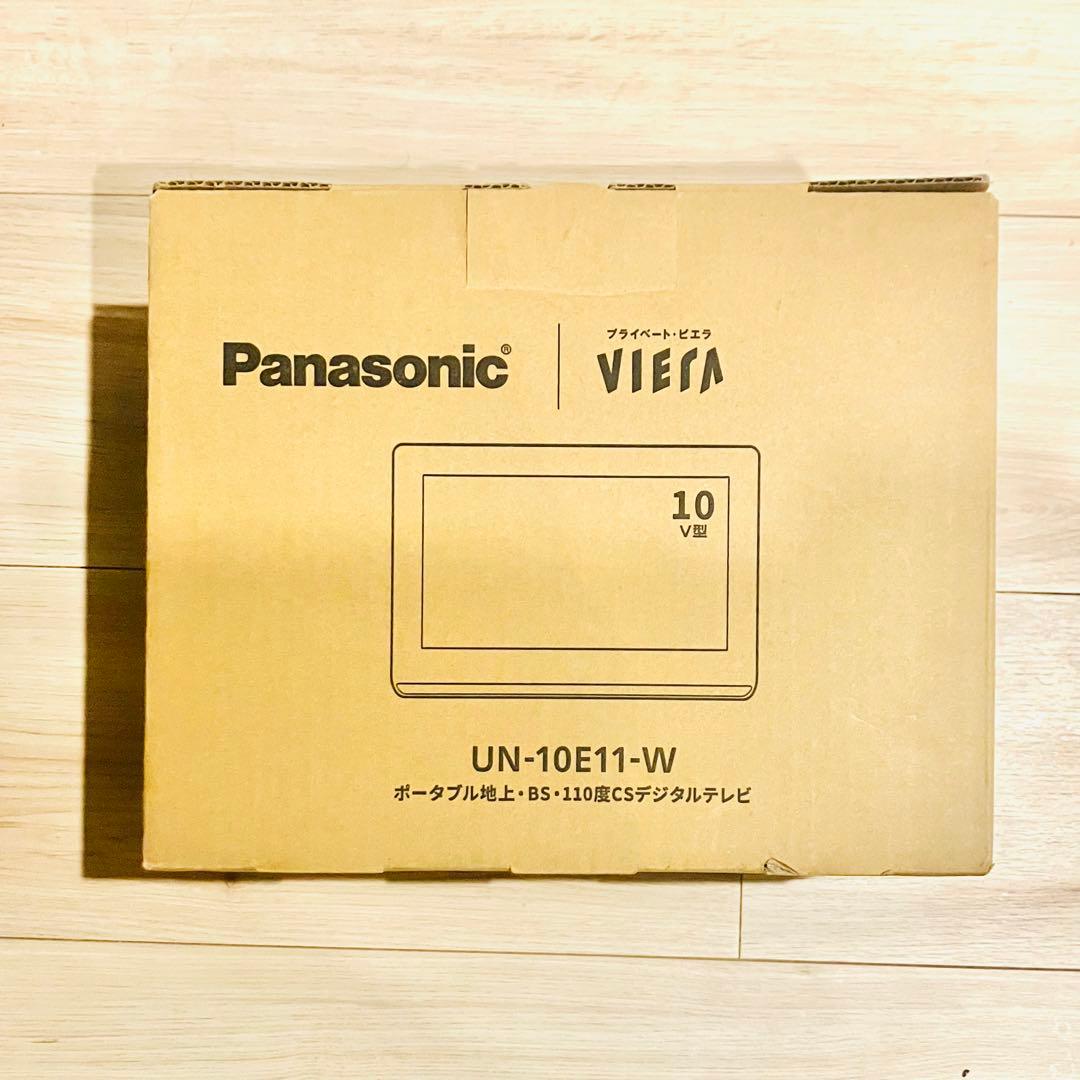 Panasonic®
プライベート・ビエラ
VIERA
10
V型
UN-10E11-W
ポータブル地上・BS・110度CSデジタルテレビ